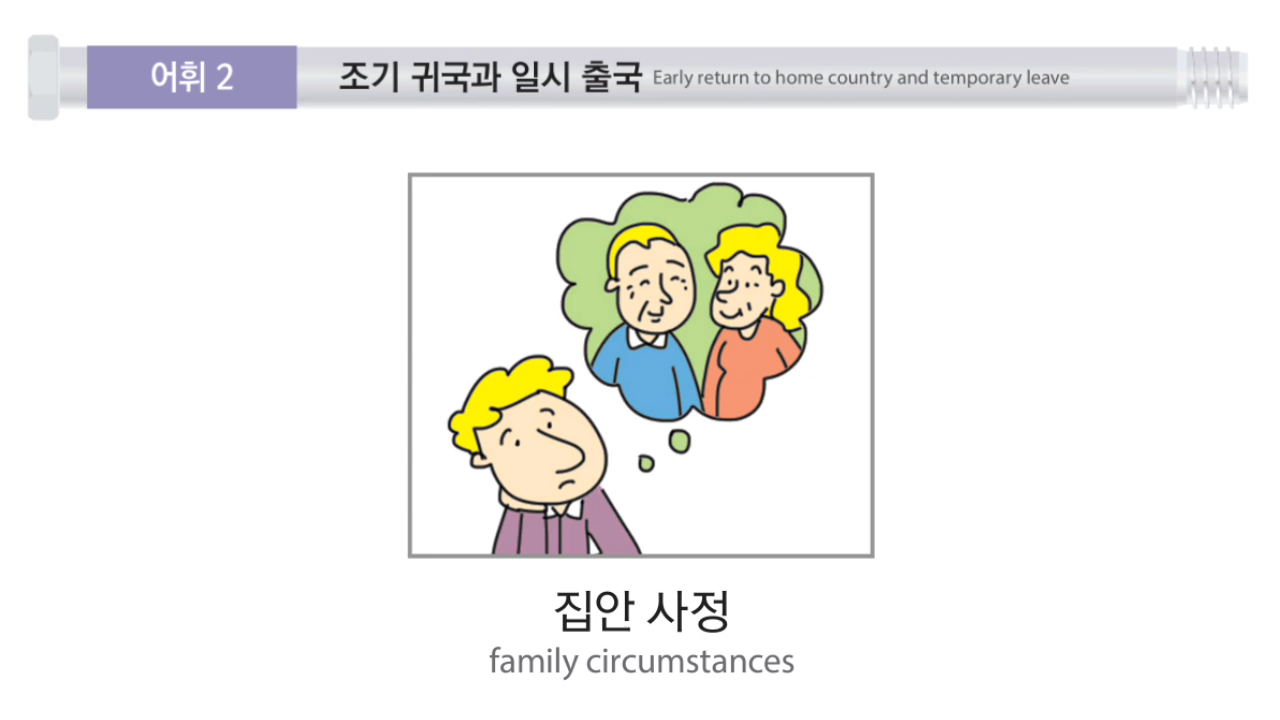 어휘 2 조기 귀국과 일시 출국 Early return to home country and temporary leave
집안 사정
family circumstances